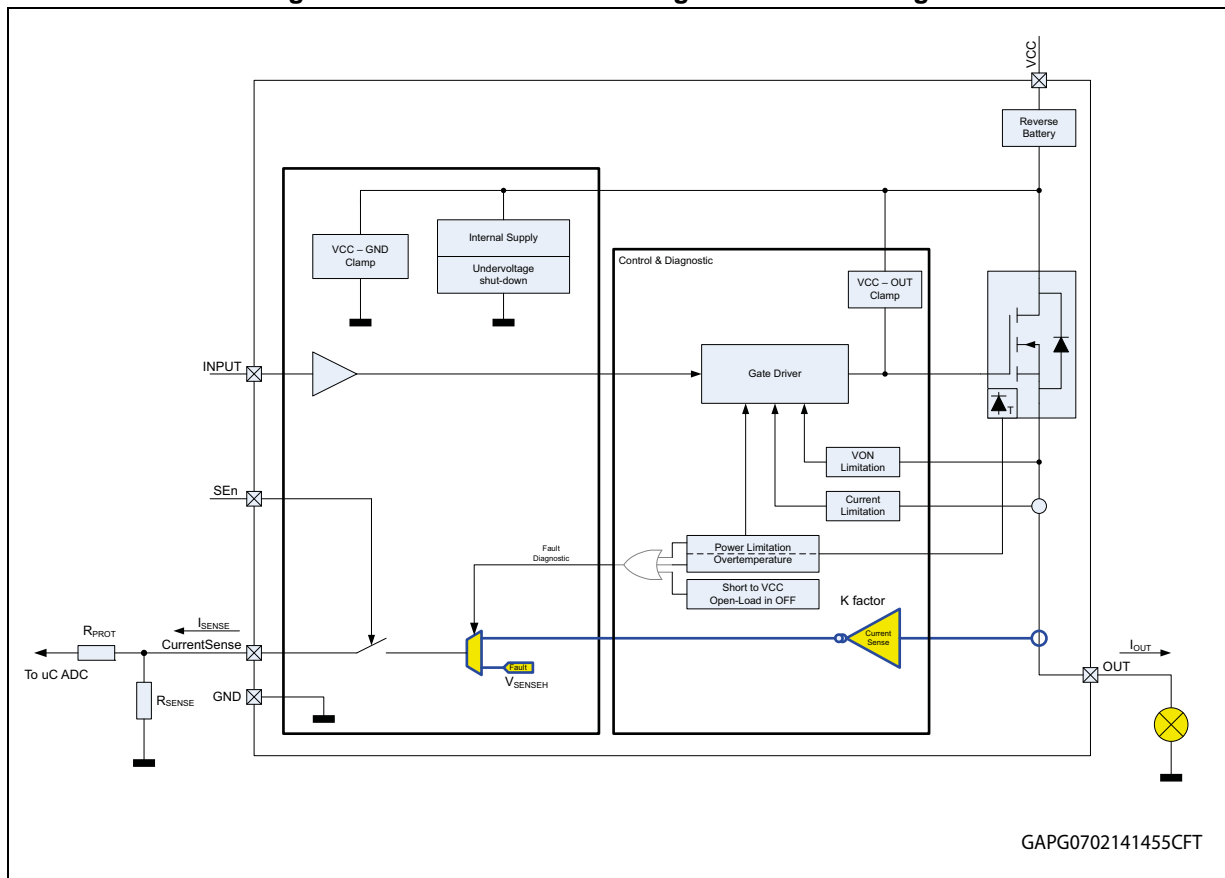 VCC
Reverse
Battery
VCC – GND
Clamp
Internal Supply
Undervoltage
shut-down
Control & Diagnostic
VCC – OUT
Clamp
INPUT
Gate Driver
T
VON
Limitation
SEn
Current
Limitation
Fault
Diagnostic
Power Limitation
Overtemperature
Short to VCC
Open-Load in OFF
K factor
ISENSE
CurrentSense
RPROT
To uC ADC
RSENSE
GND
Fault
VSENSEH
Current
Sense
IOUT
OUT
GAPG0702141455CFT